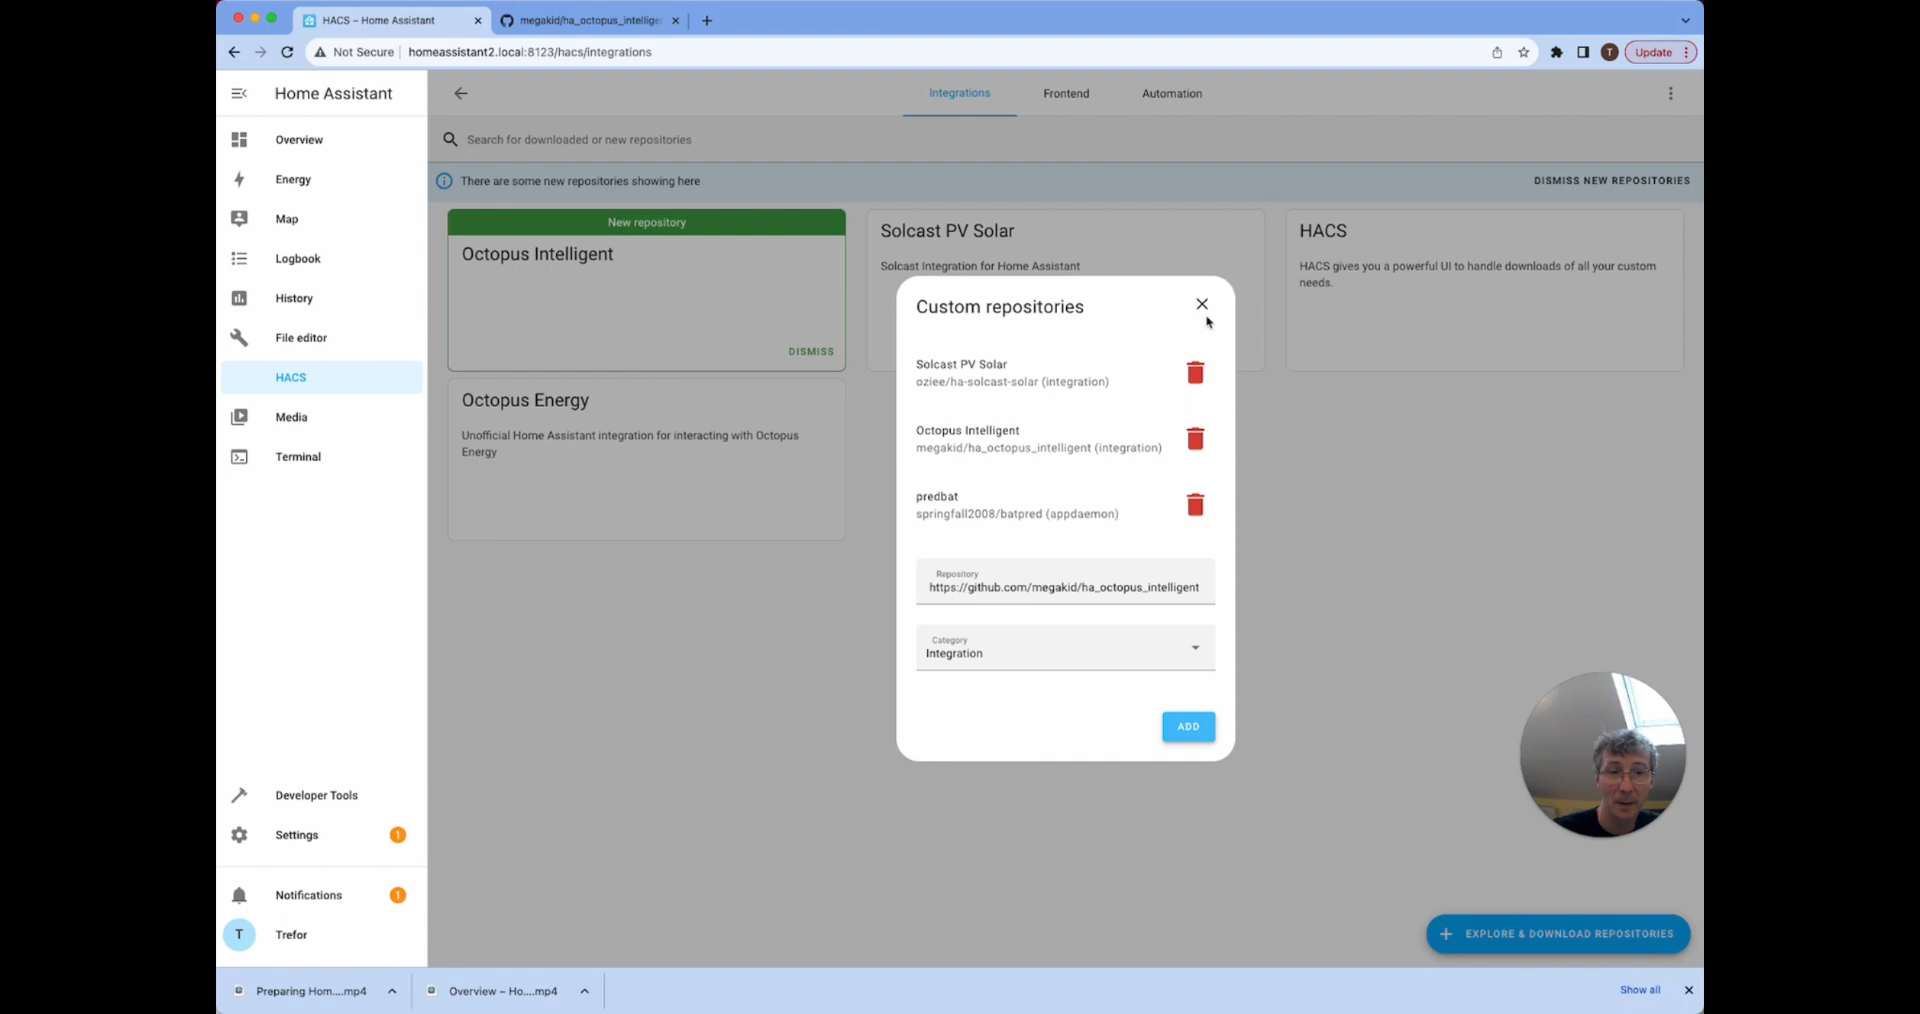 HACS – Home Assistant
megakid/ha_octopus_intellige
Not Secure
homeassistant2.local:8123/hacs/integrations
T
Update
Home Assistant
Integrations
Frontend
Automation
Overview
Search for downloaded or new repositories
Energy
There are some new repositories showing here
DISMISS NEW REPOSITORIES
Map
Logbook
History
File editor
HACS
Media
Terminal
New repository
Octopus Intelligent
DISMISS
Solcast PV Solar
Solcast Integration for Home Assistant
HACS
HACS gives you a powerful UI to handle downloads of all your custom
needs.
Octopus Energy
Unofficial Home Assistant integration for interacting with Octopus
Energy
Custom repositories
Solcast PV Solar
oziee/ha-solcast-solar (integration)
Octopus Intelligent
megakid/ha_octopus_intelligent (integration)
predbat
springfall2008/batpred (appdaemon)
Repository
https://github.com/megakid/ha_octopus_intelligent
Category
Integration
ADD
Developer Tools
Settings
1
Notifications
1
T
Trefor
EXPLORE & DOWNLOAD REPOSITORIES
Preparing Hom....mp4
Overview – Ho....mp4
Show all